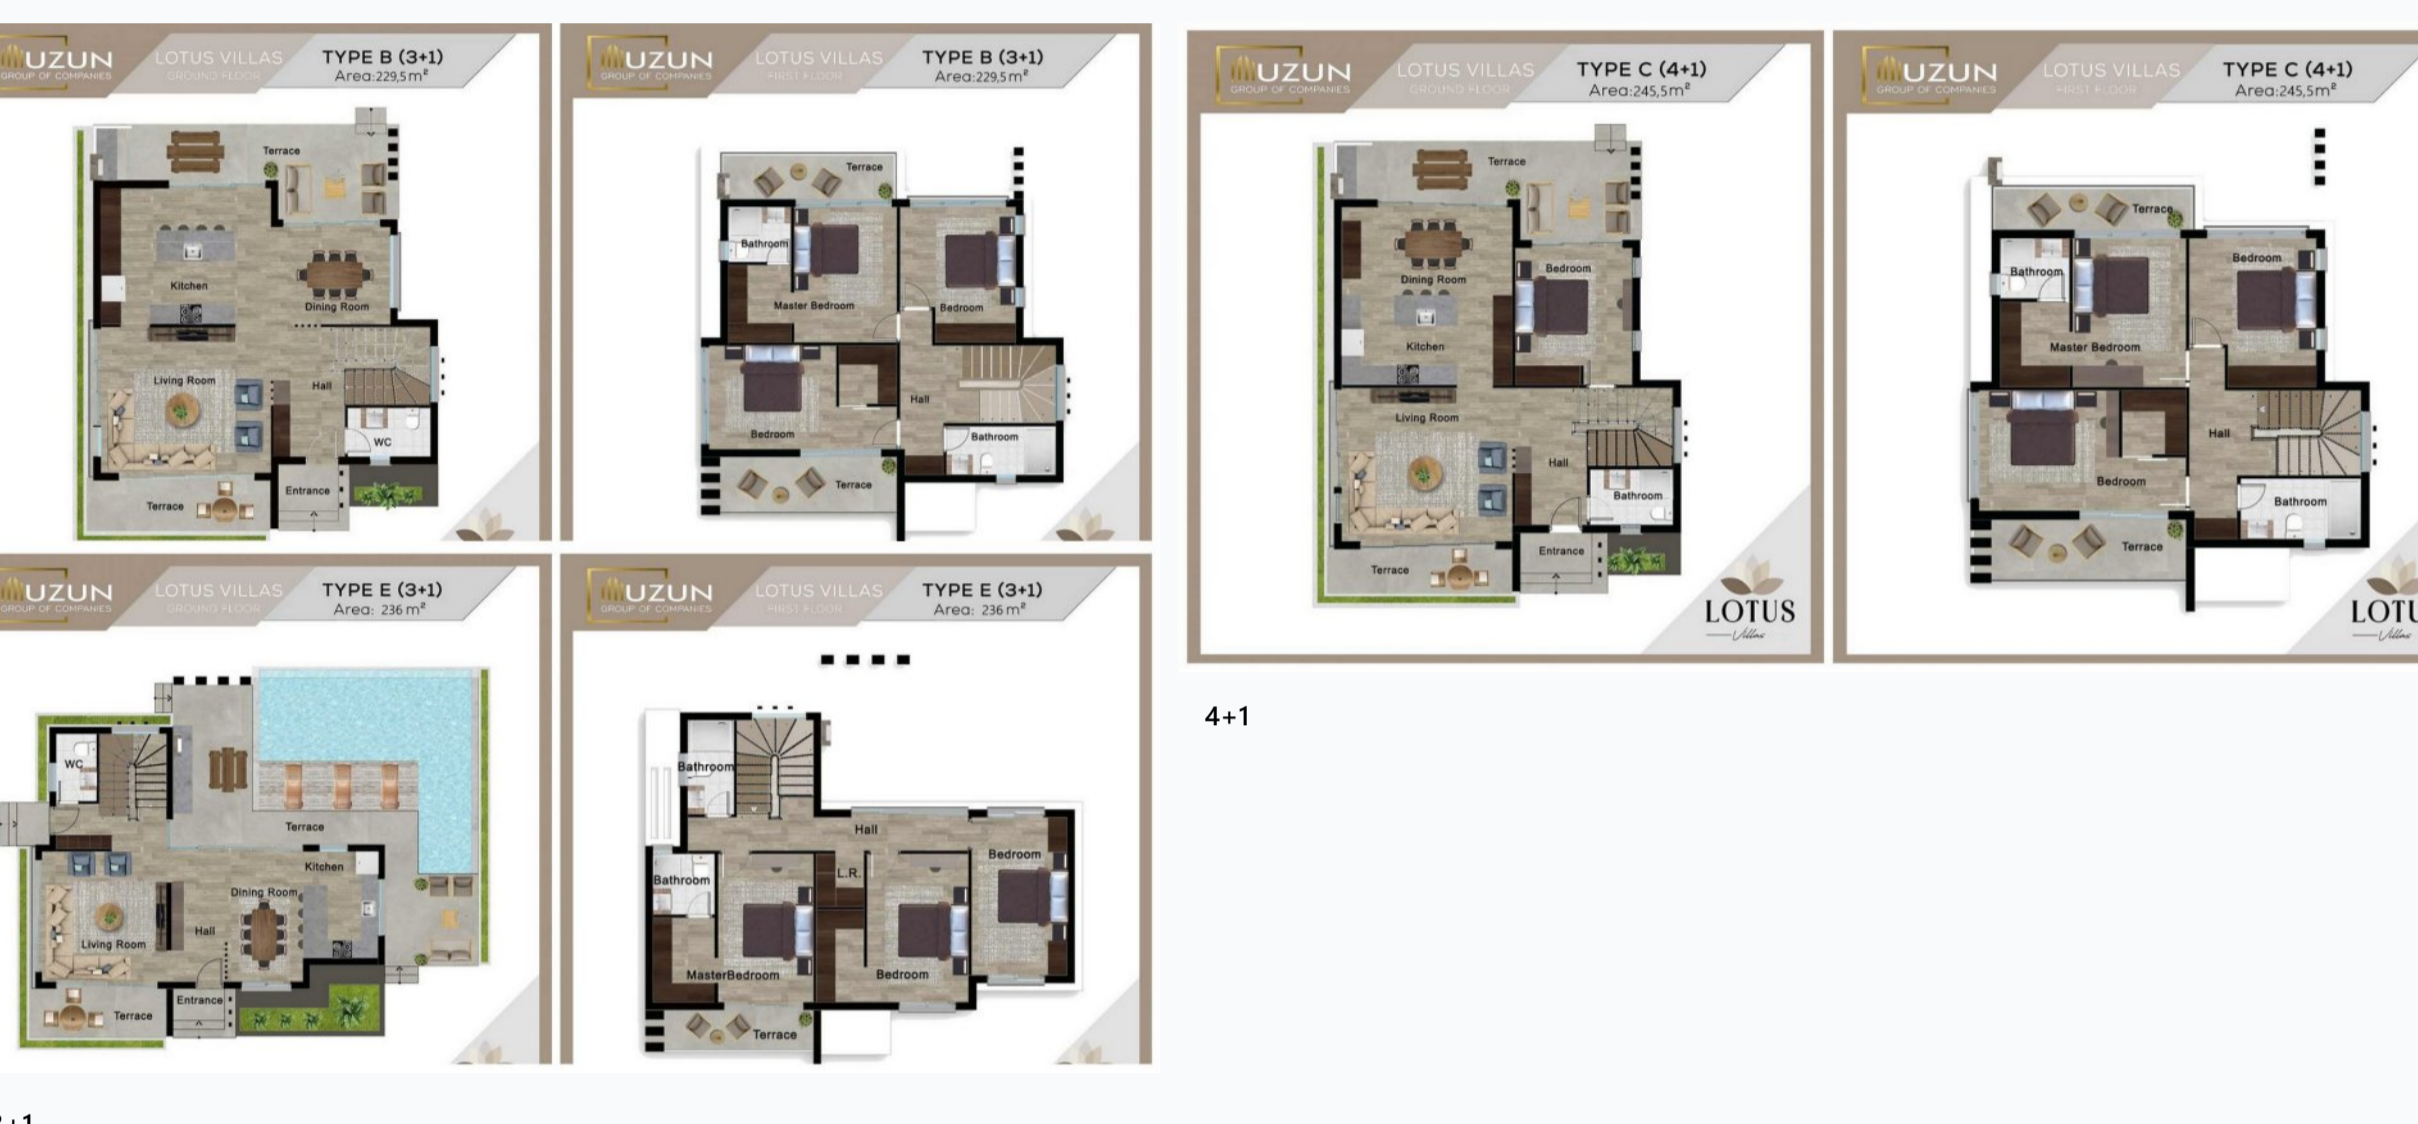 UZUN
GROUP OF COMPANIES
LOTUS VILLAS
GROUND FLOOR
TYPE B (3+1)
Area:229,5m²
Terrace
Kitchen
Dining Room
Living Room
Hall
WC
Entrance
Terrace
UZUN
GROUP OF COMPANIES
LOTUS VILLAS
FIRST FLOOR
TYPE B (3+1)
Area:229,5m²
Terrace
Bathroom
Master Bedroom
Bedroom
Hall
Bedroom
Bathroom
Terrace
UZUN
GROUP OF COMPANIES
LOTUS VILLAS
GROUND FLOOR
TYPE C (4+1)
Area:245,5m²
Terrace
Bedroom
Dining Room
Kitchen
Living Room
Hall
Bathroom
Entrance
Terrace
LOTUS
Villas
UZUN
GROUP OF COMPANIES
LOTUS VILLAS
FIRST FLOOR
TYPE C (4+1)
Area:245,5m²
Terrace
Bedroom
Bathroom
Master Bedroom
Hall
Bedroom
Bathroom
Terrace
LOTU
Villas
4+1
UZUN
GROUP OF COMPANIES
LOTUS VILLAS
GROUND FLOOR
TYPE E (3+1)
Area: 236 m²
WC
Terrace
Kitchen
Dining Room
Hall
Living Room
Entrance
Terrace
UZUN
GROUP OF COMPANIES
LOTUS VILLAS
FIRST FLOOR
TYPE E (3+1)
Area: 236 m²
Bathroom
Hall
Bedroom
L.R.
Bathroom
MasterBedroom
Bedroom
Terrace
+1